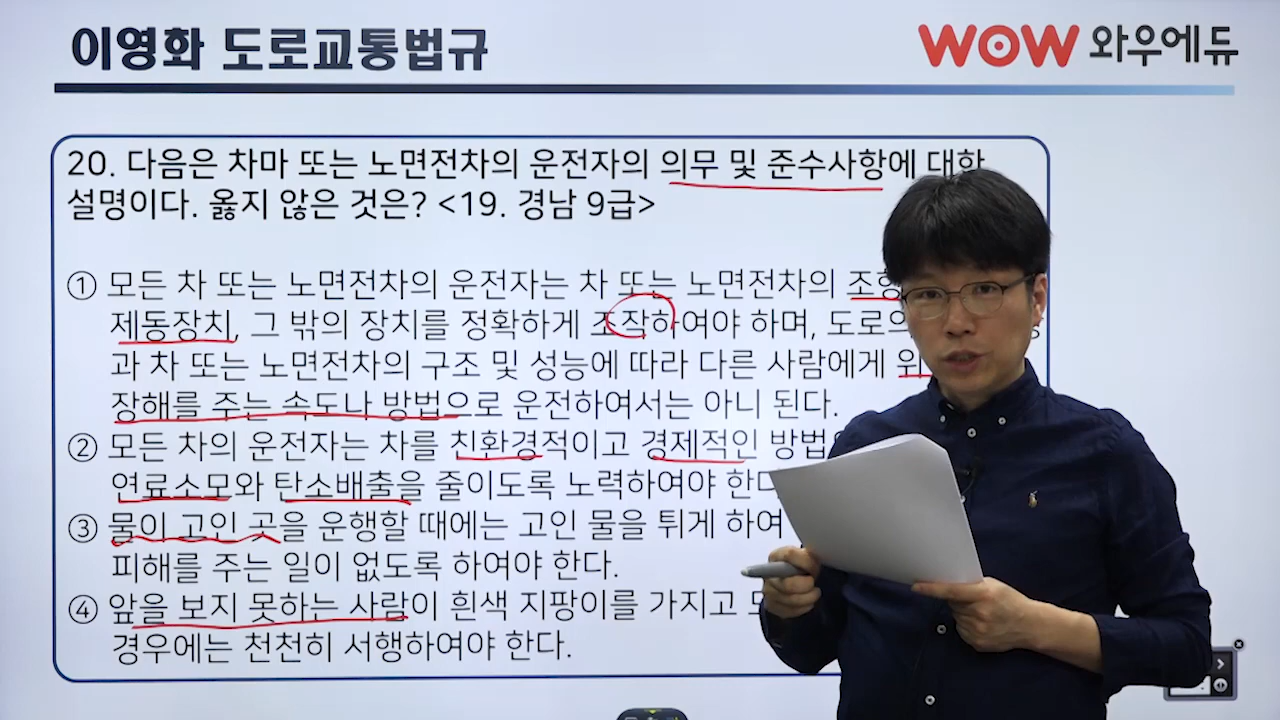 이영화 도로교통법규
WOW 와우에듀
20. 다음은 차마 또는 노면전차의 운전자의 의무 및 준수사항에 대한
설명이다. 옳지 않은 것은? <19. 경남 9급>
① 모든 차 또는 노면전차의 운전자는 차 또는 노면전차의
제동장치, 그 밖의 장치를 정확하게 조작하여야 하며,
과 차 또는 노면전차의 구조 및 성능에 따라 다른 사람에게
장해를 주는 속도나 방법으로 운전하여서는 아니 된다.
② 모든 차의 운전자는 차를 친환경적이고 경제적인
연료소모와 탄소배출을 줄이도록 노력하여야 한다
③ 물이 고인 곳을 운행할 때에는 고인 물을 튀게 하여
피해를 주는 일이 없도록 하여야 한다.
④ 앞을 보지 못하는 사람이 흰색 지팡이를 가지고
경우에는 천천히 서행하여야 한다.